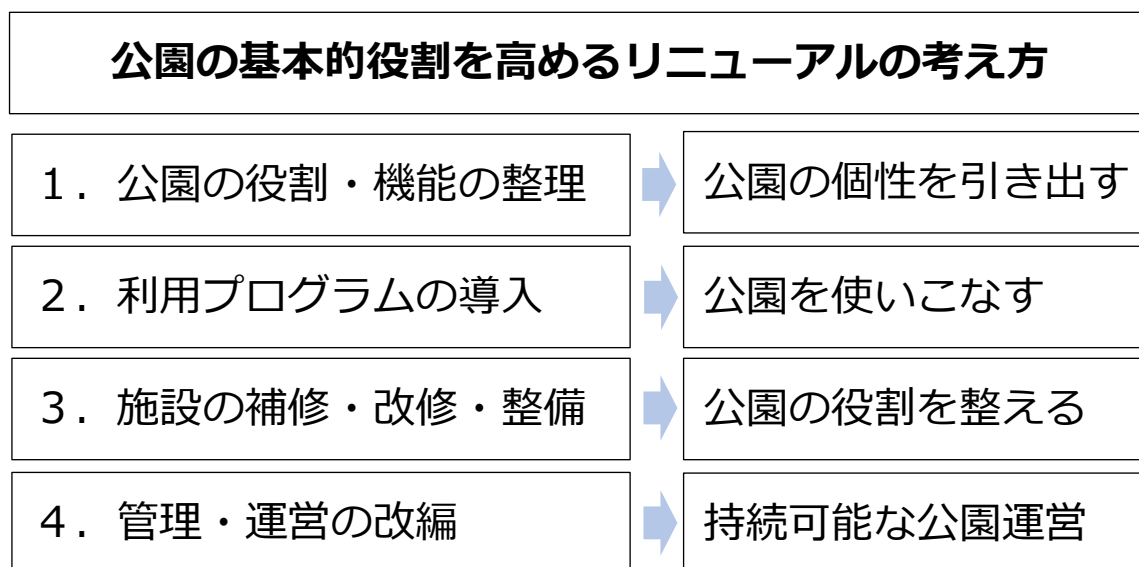 公園の基本的役割を高めるリニューアルの考え方
１．公園の役割・機能の整理
公園の個性を引き出す
２．利用プログラムの導入
公園を使いこなす
３．施設の補修・改修・整備
公園の役割を整える
４．管理・運営の改編
持続可能な公園運営